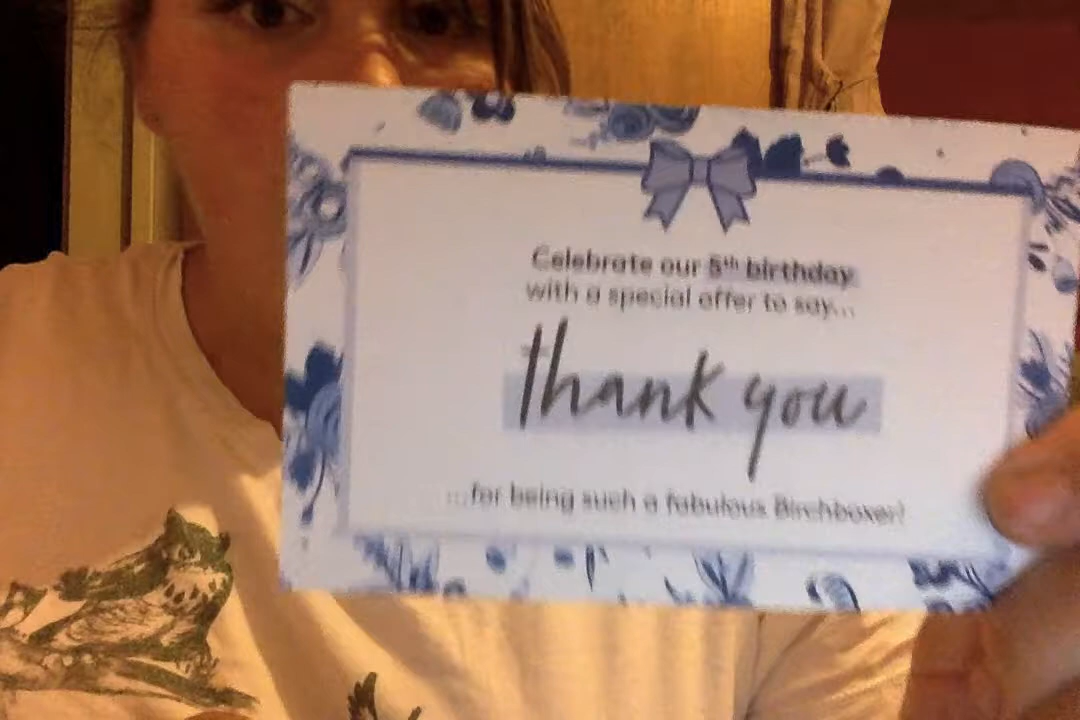 Celebrate our 5th birthday
with a special offer to say...
thank you
...for being such a fabulous Birchboxer!